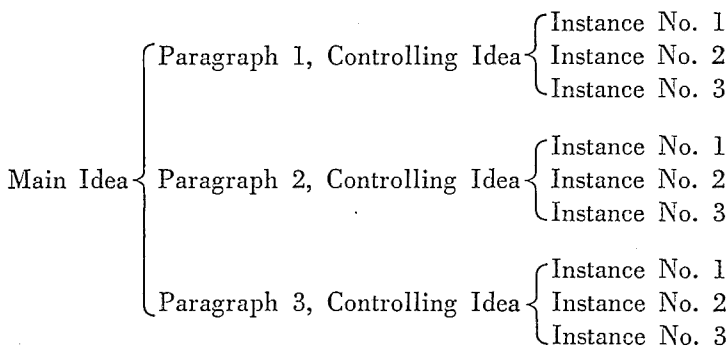 Instance No. 1
Paragraph 1, Controlling Idea Instance No. 2
Instance No. 3
Instance No. 1
Main Idea Paragraph 2, Controlling Idea Instance No. 2
Instance No. 3
Instance No. 1
Paragraph 3, Controlling Idea Instance No. 2
Instance No. 3